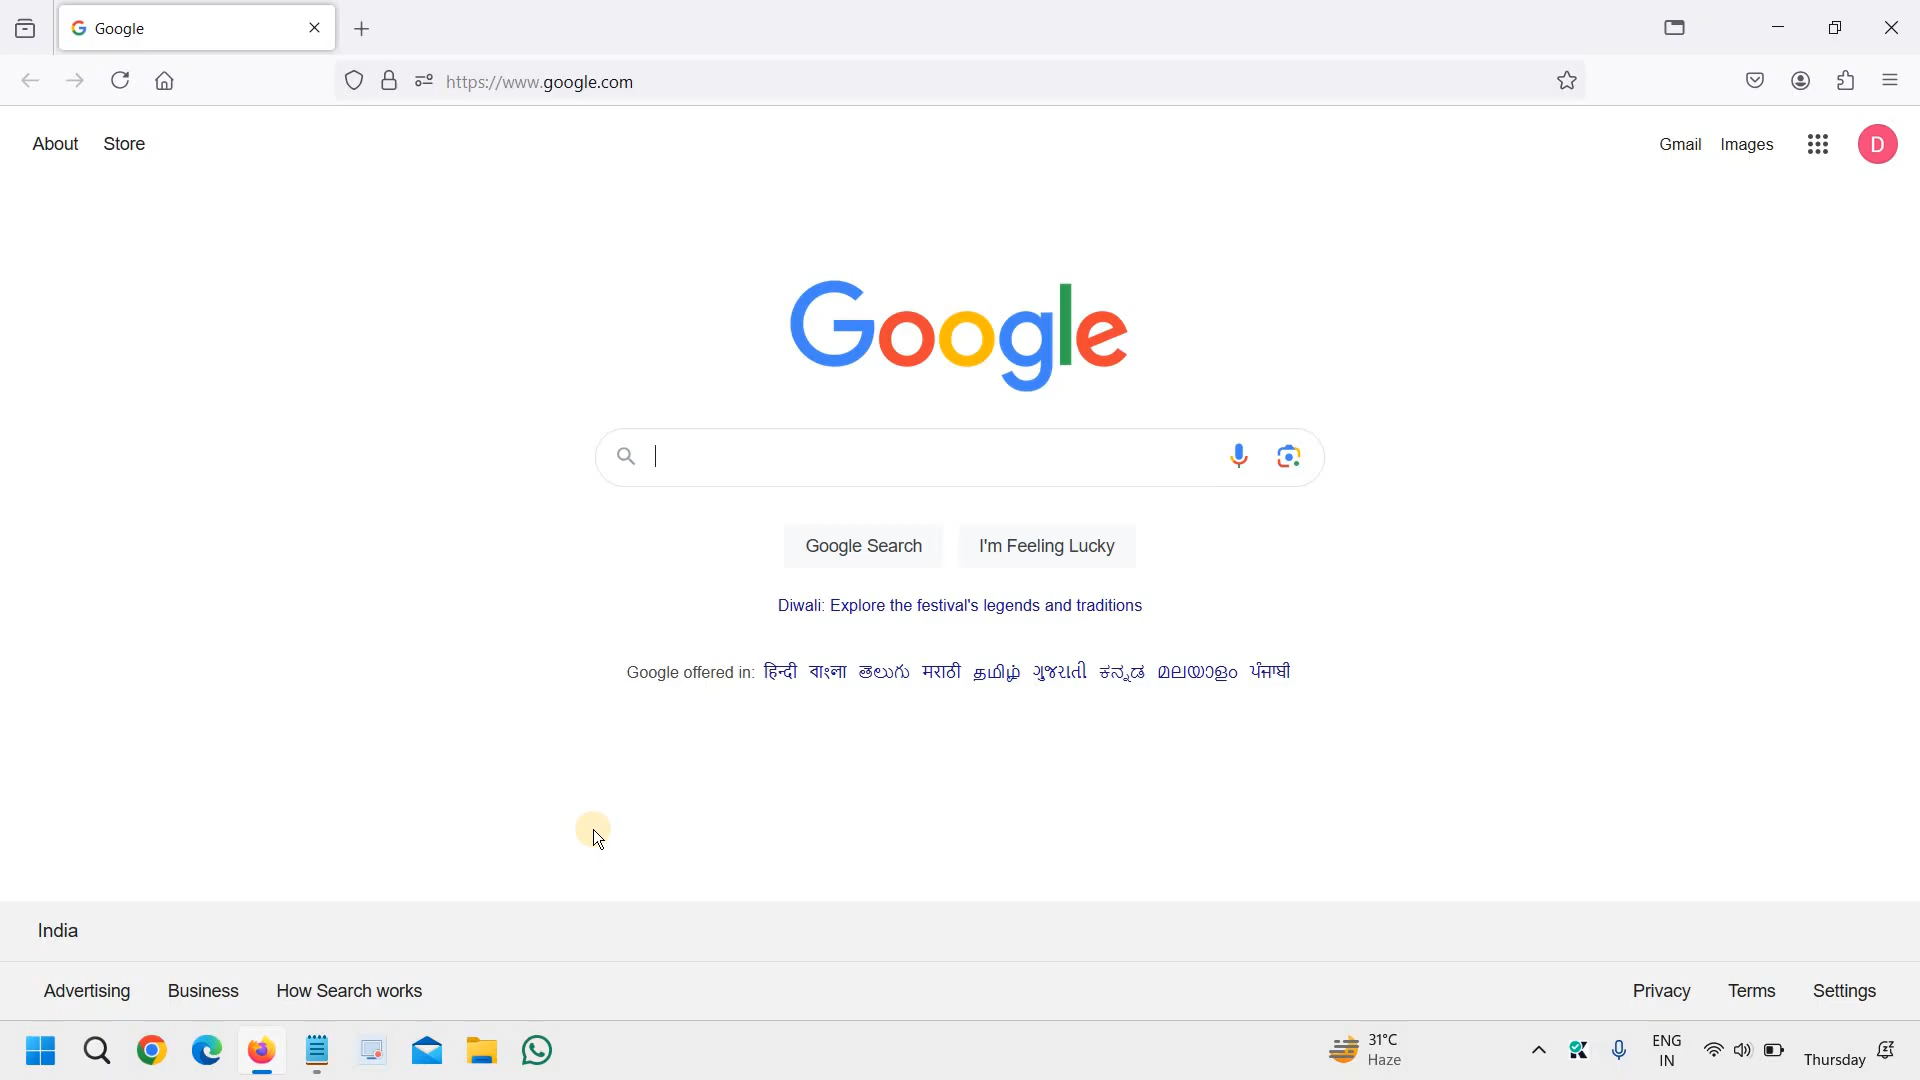 Google
https://www.google.com
About Store
Gmail Images D
Google
Google Search I'm Feeling Lucky
Diwali: Explore the festival's legends and traditions
Google offered in: हिन्दी বাংলা తెలుగు मराठी தமிழ் ગુજરાતી ಕನ್ನಡ മലയാളം ਪੰਜਾਬੀ
India
Advertising Business How Search works
Privacy Terms Settings
31°C
Haze
ENG
IN
Thursday